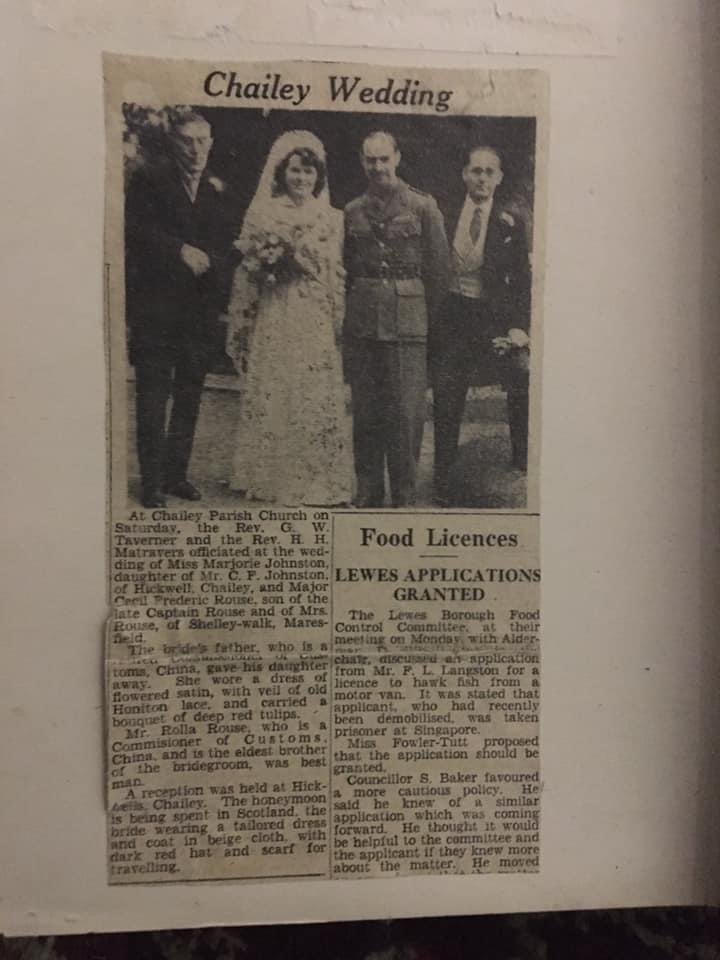 Chailey Wedding
At Chailey Parish Church on
Saturday, the Rev. G. W.
Taverner and the Rev. H. H.
Matravers officiated at the wed-
ding of Miss Marjorie Johnston,
daughter of Mr. C. F. Johnston,
of Hickwell, Chailey, and Major
Cecil Frederic Rouse, son of the
late Captain Rouse and of Mrs.
Rouse, of Shelley-walk, Mares-
field.
The bride's father, who is a
toms, China, gave his daughter
away. She wore a dress of
flowered satin, with veil of old
Honiton lace, and carried a
bouquet of deep red tulips.
Mr. Rolla Rouse, who is a
Commisioner of Customs,
China, and is the eldest brother
of the bridegroom, was best
man.
A reception was held at Hick-
Chailey. The honeymoon
is being spent in Scotland, the
bride wearing a tailored dress
and coat in beige cloth, with
dark red hat and scarf for
travelling.
Food Licences
LEWES APPLICATIONS
GRANTED
The Lewes Borough Food
Control Committee, at their
meeting on Monday, with Alder-
chair, discussed an application
from Mr. F. L. Langston for a
licence to hawk fish from a
motor van. It was stated that
applicant, who had recently
been demobilised, was taken
prisoner at Singapore.
Miss Fowler-Tutt proposed
that the application should be
granted.
Councillor S. Baker favoured
a more cautious policy. He
said he knew of a similar
application which was coming
forward. He thought it would
be helpful to the committee and
the applicant if they knew more
about the matter. He moved